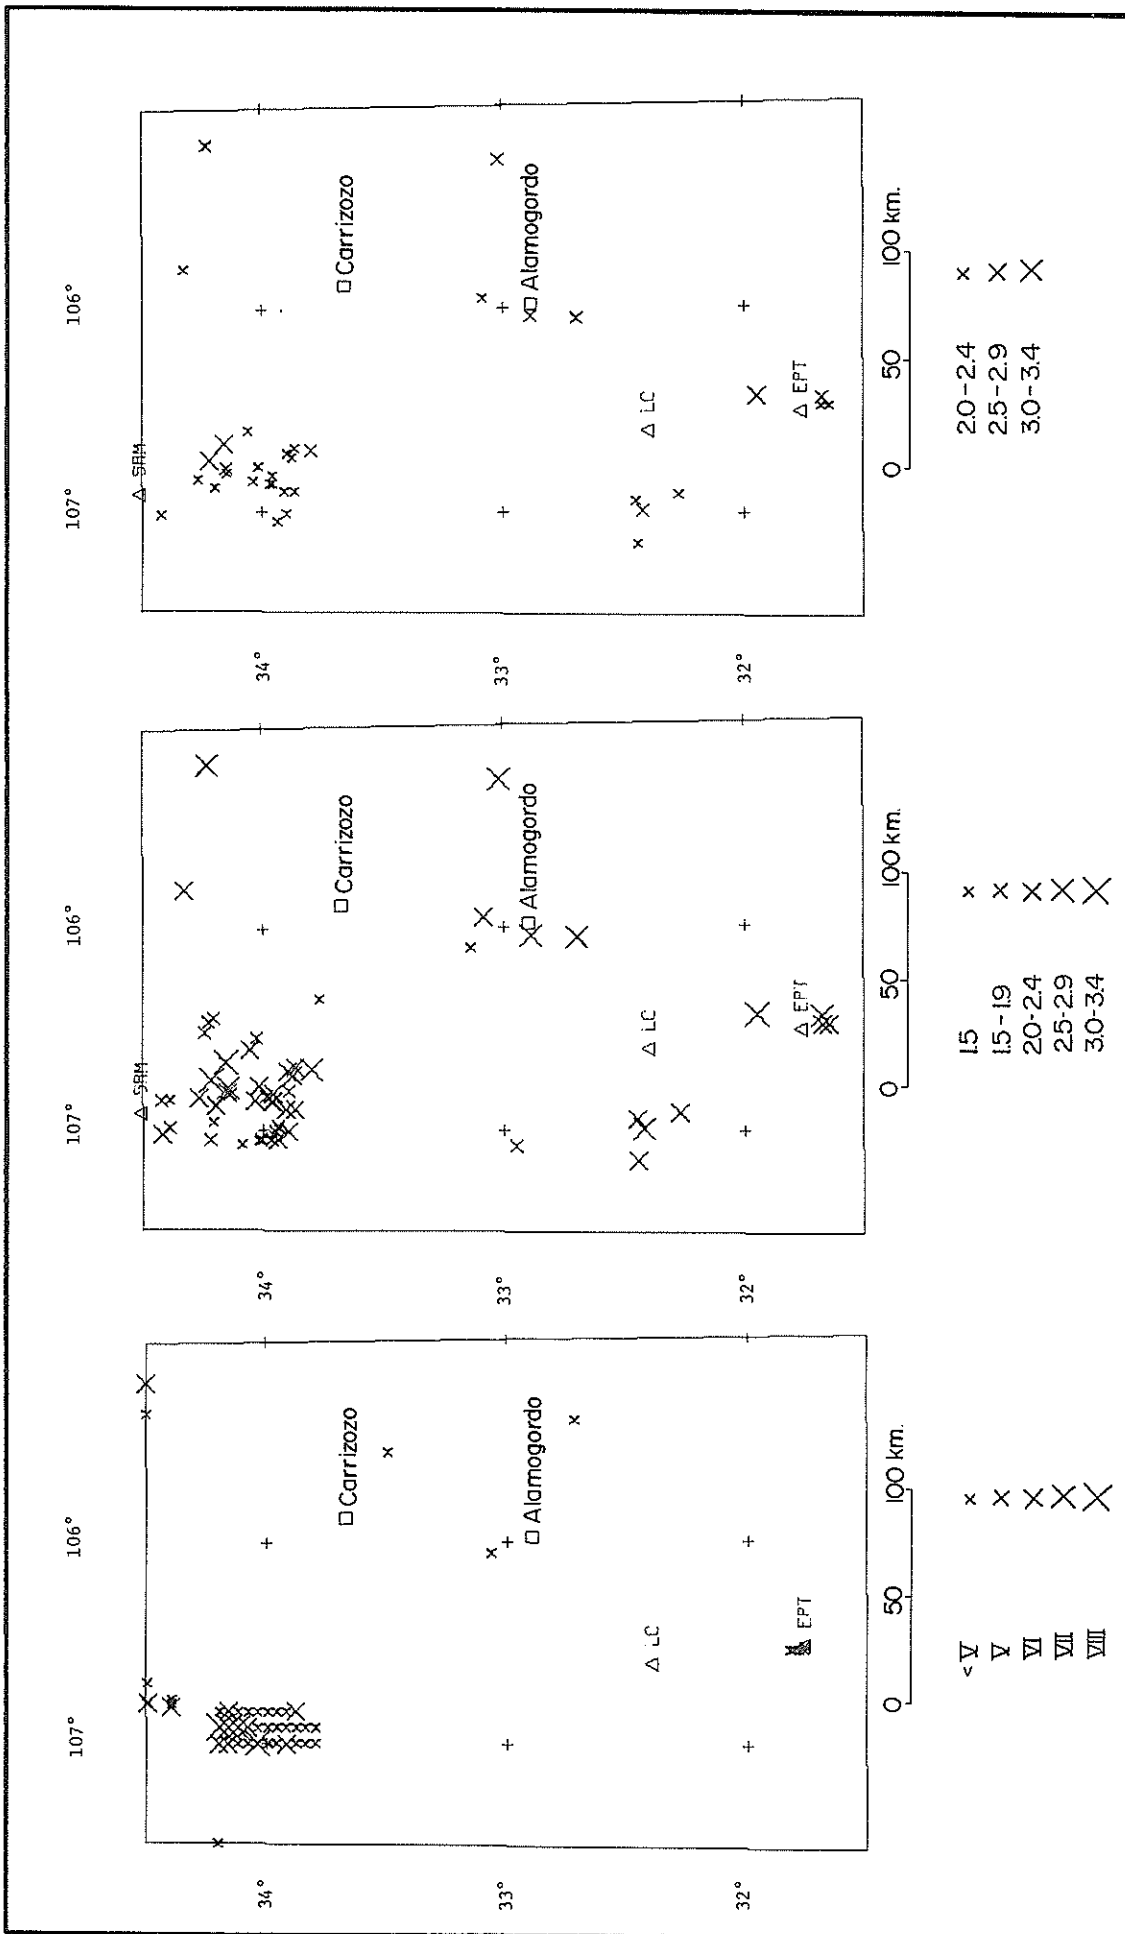 106°
107°
△ SAM
34°
□ Carrizozo
33°
□ Alamogordo
△ LC
32°
△ EPT
0 50 100 km.
2.0-2.4
2.5-2.9
3.0-3.4
106°
107°
△ SAM
34°
□ Carrizozo
33°
□ Alamogordo
△ LC
32°
△ EPT
0 50 100 km.
1.5
1.5-1.9
2.0-2.4
2.5-2.9
3.0-3.4
106°
107°
34°
□ Carrizozo
33°
□ Alamogordo
△ LC
32°
△ EPT
0 50 100 km.
<V
V
VI
VII
VIII